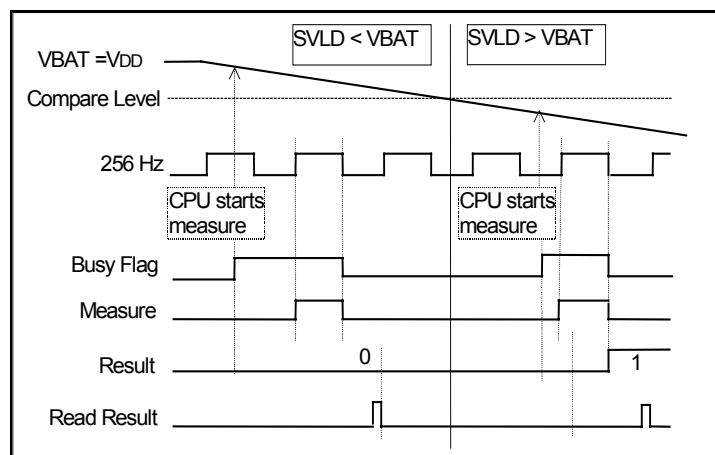 SVLD < VBAT
SVLD > VBAT
VBAT =VDD
Compare Level
256 Hz
CPU starts
measure
CPU starts
measure
Busy Flag
Measure
Result
0
1
Read Result